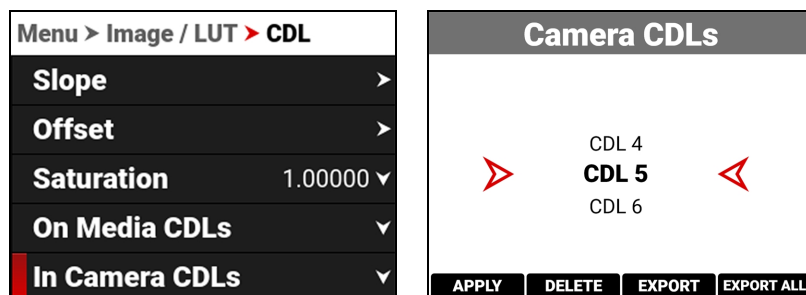 Menu > Image / LUT > CDL
Slope
Offset
Saturation 1.00000
On Media CDLs
In Camera CDLs
Camera CDLs
CDL 4
CDL 5
CDL 6
APPLY DELETE EXPORT EXPORT ALL